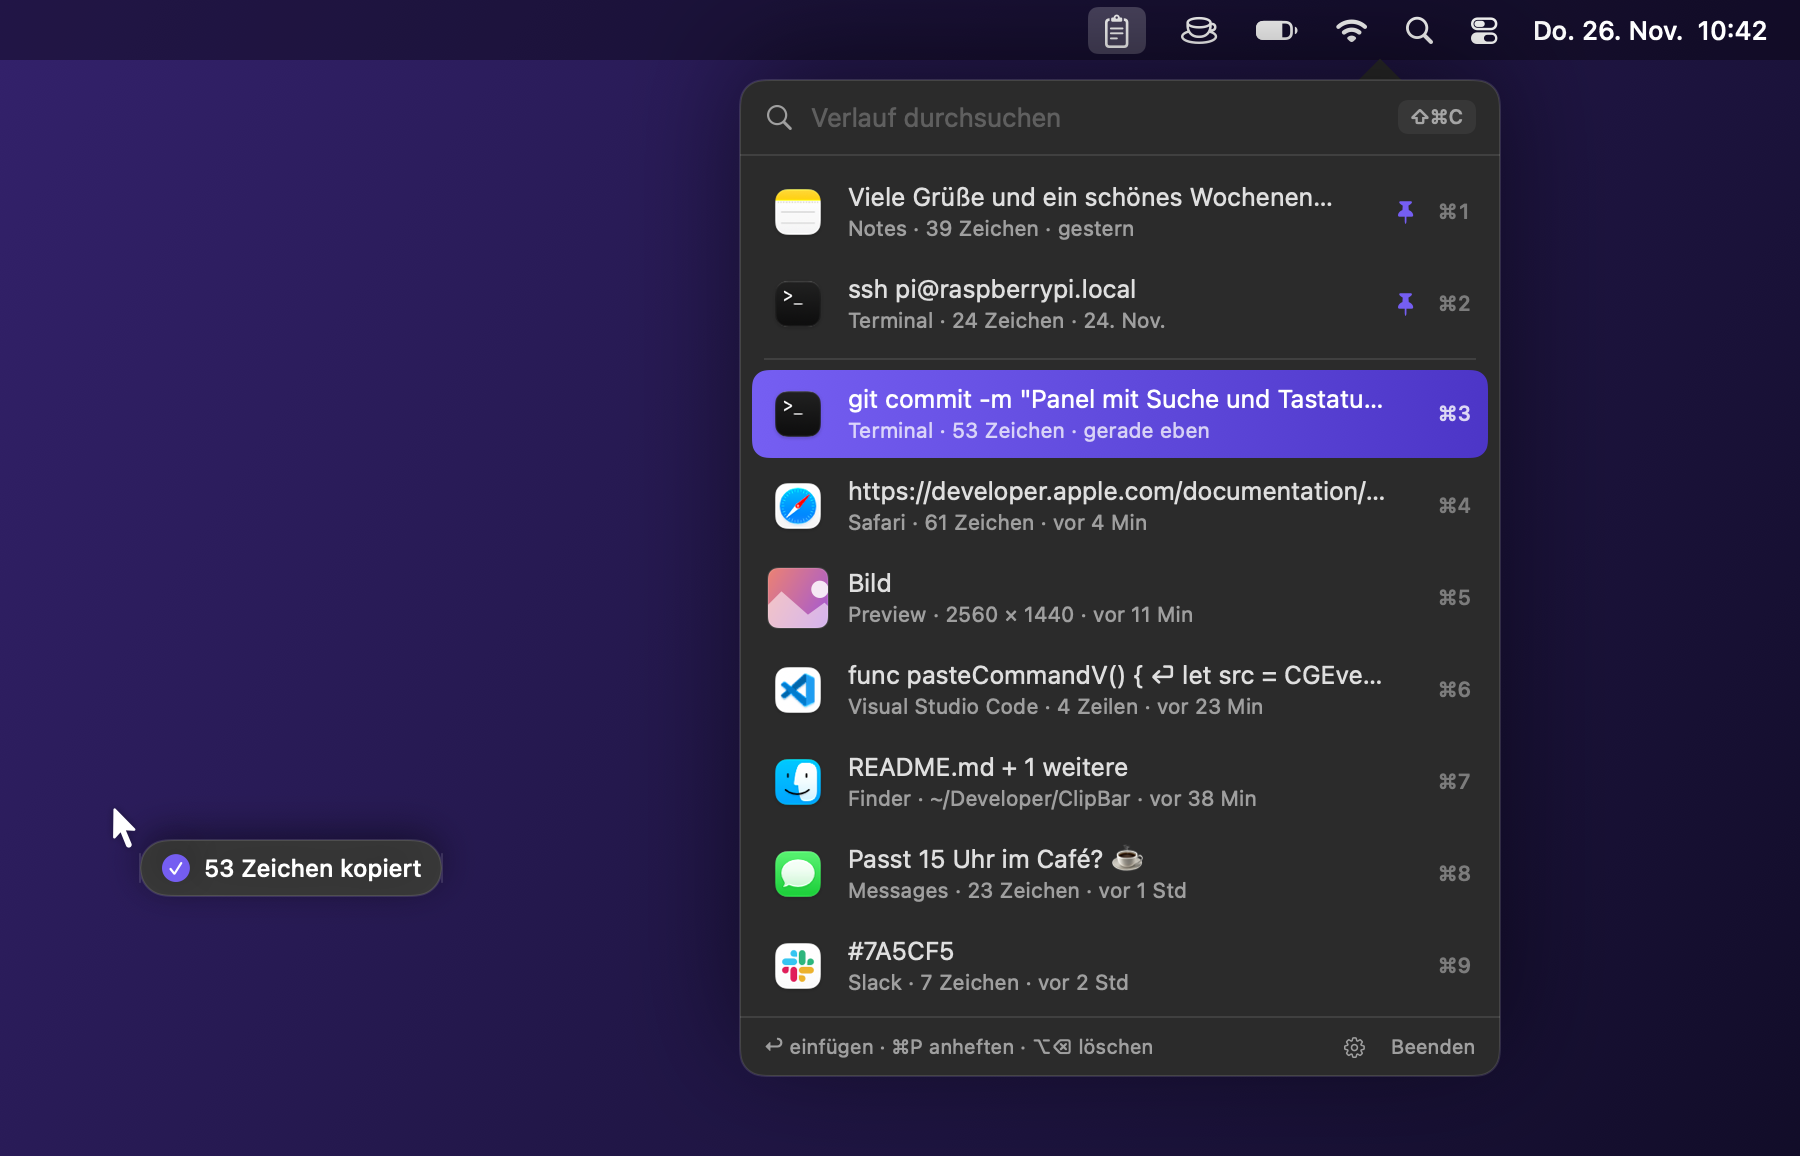 Do. 26. Nov. 10:42
Verlauf durchsuchen
⇧⌘C
Viele Grüße und ein schönes Wochenen...
⌘1
Notes · 39 Zeichen · gestern
ssh pi@raspberrypi.local
⌘2
Terminal · 24 Zeichen · 24. Nov.
>_
git commit -m "Panel mit Suche und Tastatu...
⌘3
Terminal · 53 Zeichen · gerade eben
>_
https://developer.apple.com/documentation/...
⌘4
Safari · 61 Zeichen · vor 4 Min
Bild
⌘5
Preview · 2560 × 1440 · vor 11 Min
func pasteCommandV() { ↩ let src = CGEve...
⌘6
Visual Studio Code · 4 Zeilen · vor 23 Min
README.md + 1 weitere
⌘7
Finder · ~/Developer/ClipBar · vor 38 Min
Passt 15 Uhr im Café? ☕
⌘8
Messages · 23 Zeichen · vor 1 Std
#7A5CF5
⌘9
Slack · 7 Zeichen · vor 2 Std
↩ einfügen · ⌘P anheften · ⌥⌫ löschen
Beenden
53 Zeichen kopiert